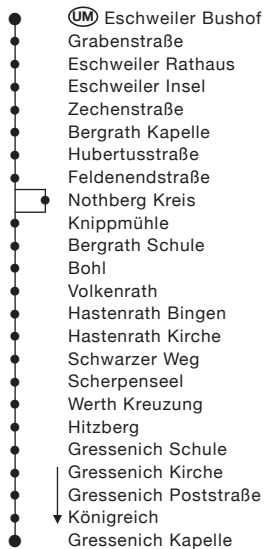 UM Eschweiler Bushof
Grabenstraße
Eschweiler Rathaus
Eschweiler Insel
Zechenstraße
Bergrath Kapelle
Hubertusstraße
Feldenendstraße
Nothberg Kreis
Knippmühle
Bergrath Schule
Bohl
Volkenrath
Hastenrath Bingen
Hastenrath Kirche
Schwarzer Weg
Scherpenseel
Werth Kreuzung
Hitzberg
Gressenich Schule
Gressenich Kirche
Gressenich Poststraße
Königreich
Gressenich Kapelle